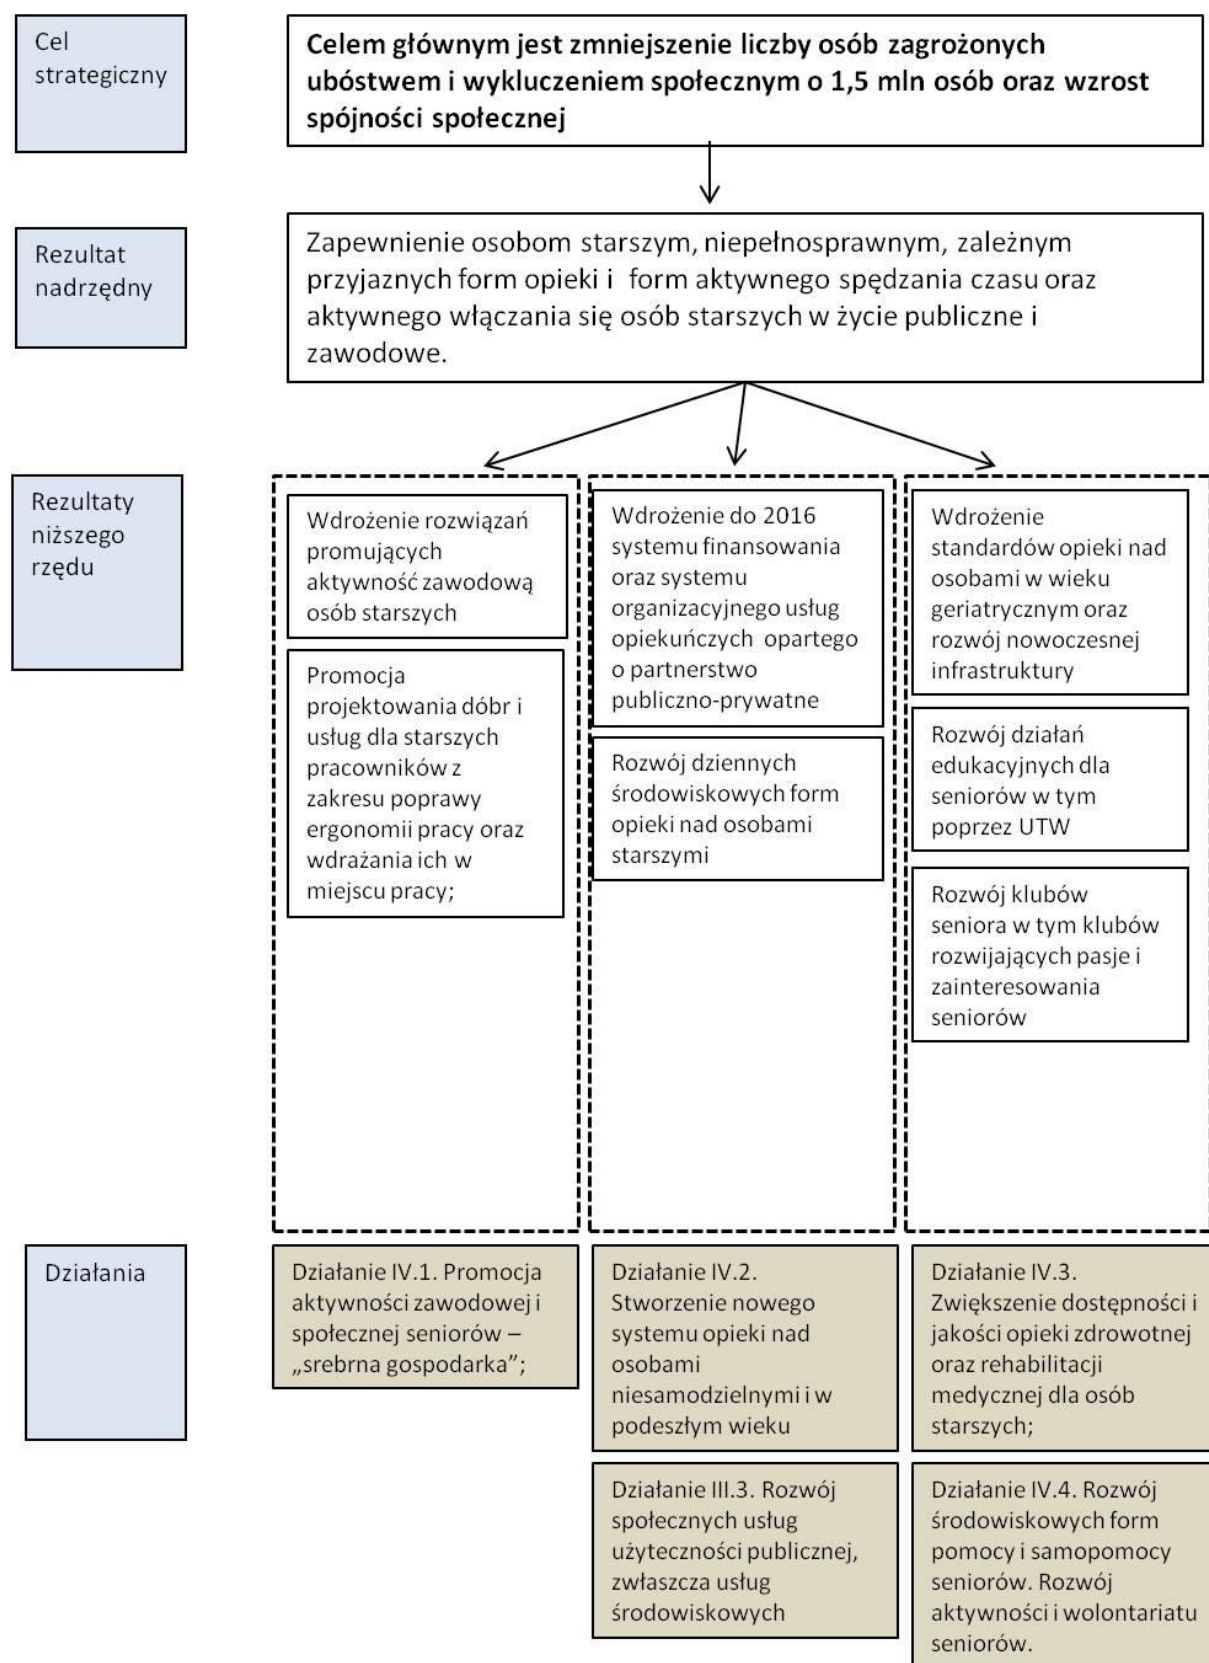 Cel
strategiczny
Celem głównym jest zmniejszenie liczby osób zagrożonych
ubóstwem i wykluczeniem społecznym o 1,5 mln osób oraz wzrost
spójności społecznej
Rezultat
nadrzędny
Zapewnienie osobom starszym, niepełnosprawnym, zależnym
przyjaznych form opieki i form aktywnego spędzania czasu oraz
aktywnego włączania się osób starszych w życie publiczne i
zawodowe.
Rezultaty
niższego
rzędu
Wdrożenie rozwiązań
promujących
aktywność zawodową
osób starszych
Promocja
projektowania dóbr i
usług dla starszych
pracowników z
zakresu poprawy
ergonomii pracy oraz
wdrażania ich w
miejscu pracy;
Wdrożenie do 2016
systemu finansowania
oraz systemu
organizacyjnego usług
opiekuńczych opartego
o partnerstwo
publiczno-prywatne
Rozwój dziennych
środowiskowych form
opieki nad osobami
starszymi
Wdrożenie
standardów opieki nad
osobami w wieku
geriatrycznym oraz
rozwój nowoczesnej
infrastruktury
Rozwój działań
edukacyjnych dla
seniorów w tym
poprzez UTW
Rozwój klubów
seniora w tym klubów
rozwijających pasje i
zainteresowania
seniorów
Działania
Działanie IV.1. Promocja
aktywności zawodowej i
społecznej seniorów –
„srebrna gospodarka”;
Działanie IV.2.
Stworzenie nowego
systemu opieki nad
osobami
niesamodzielnymi i w
podeszłym wieku
Działanie III.3. Rozwój
społecznych usług
użyteczności publicznej,
zwłaszcza usług
środowiskowych
Działanie IV.3.
Zwiększenie dostępności i
jakości opieki zdrowotnej
oraz rehabilitacji
medycznej dla osób
starszych;
Działanie IV.4. Rozwój
środowiskowych form
pomocy i samopomocy
seniorów. Rozwój
aktywności i wolontariatu
seniorów.